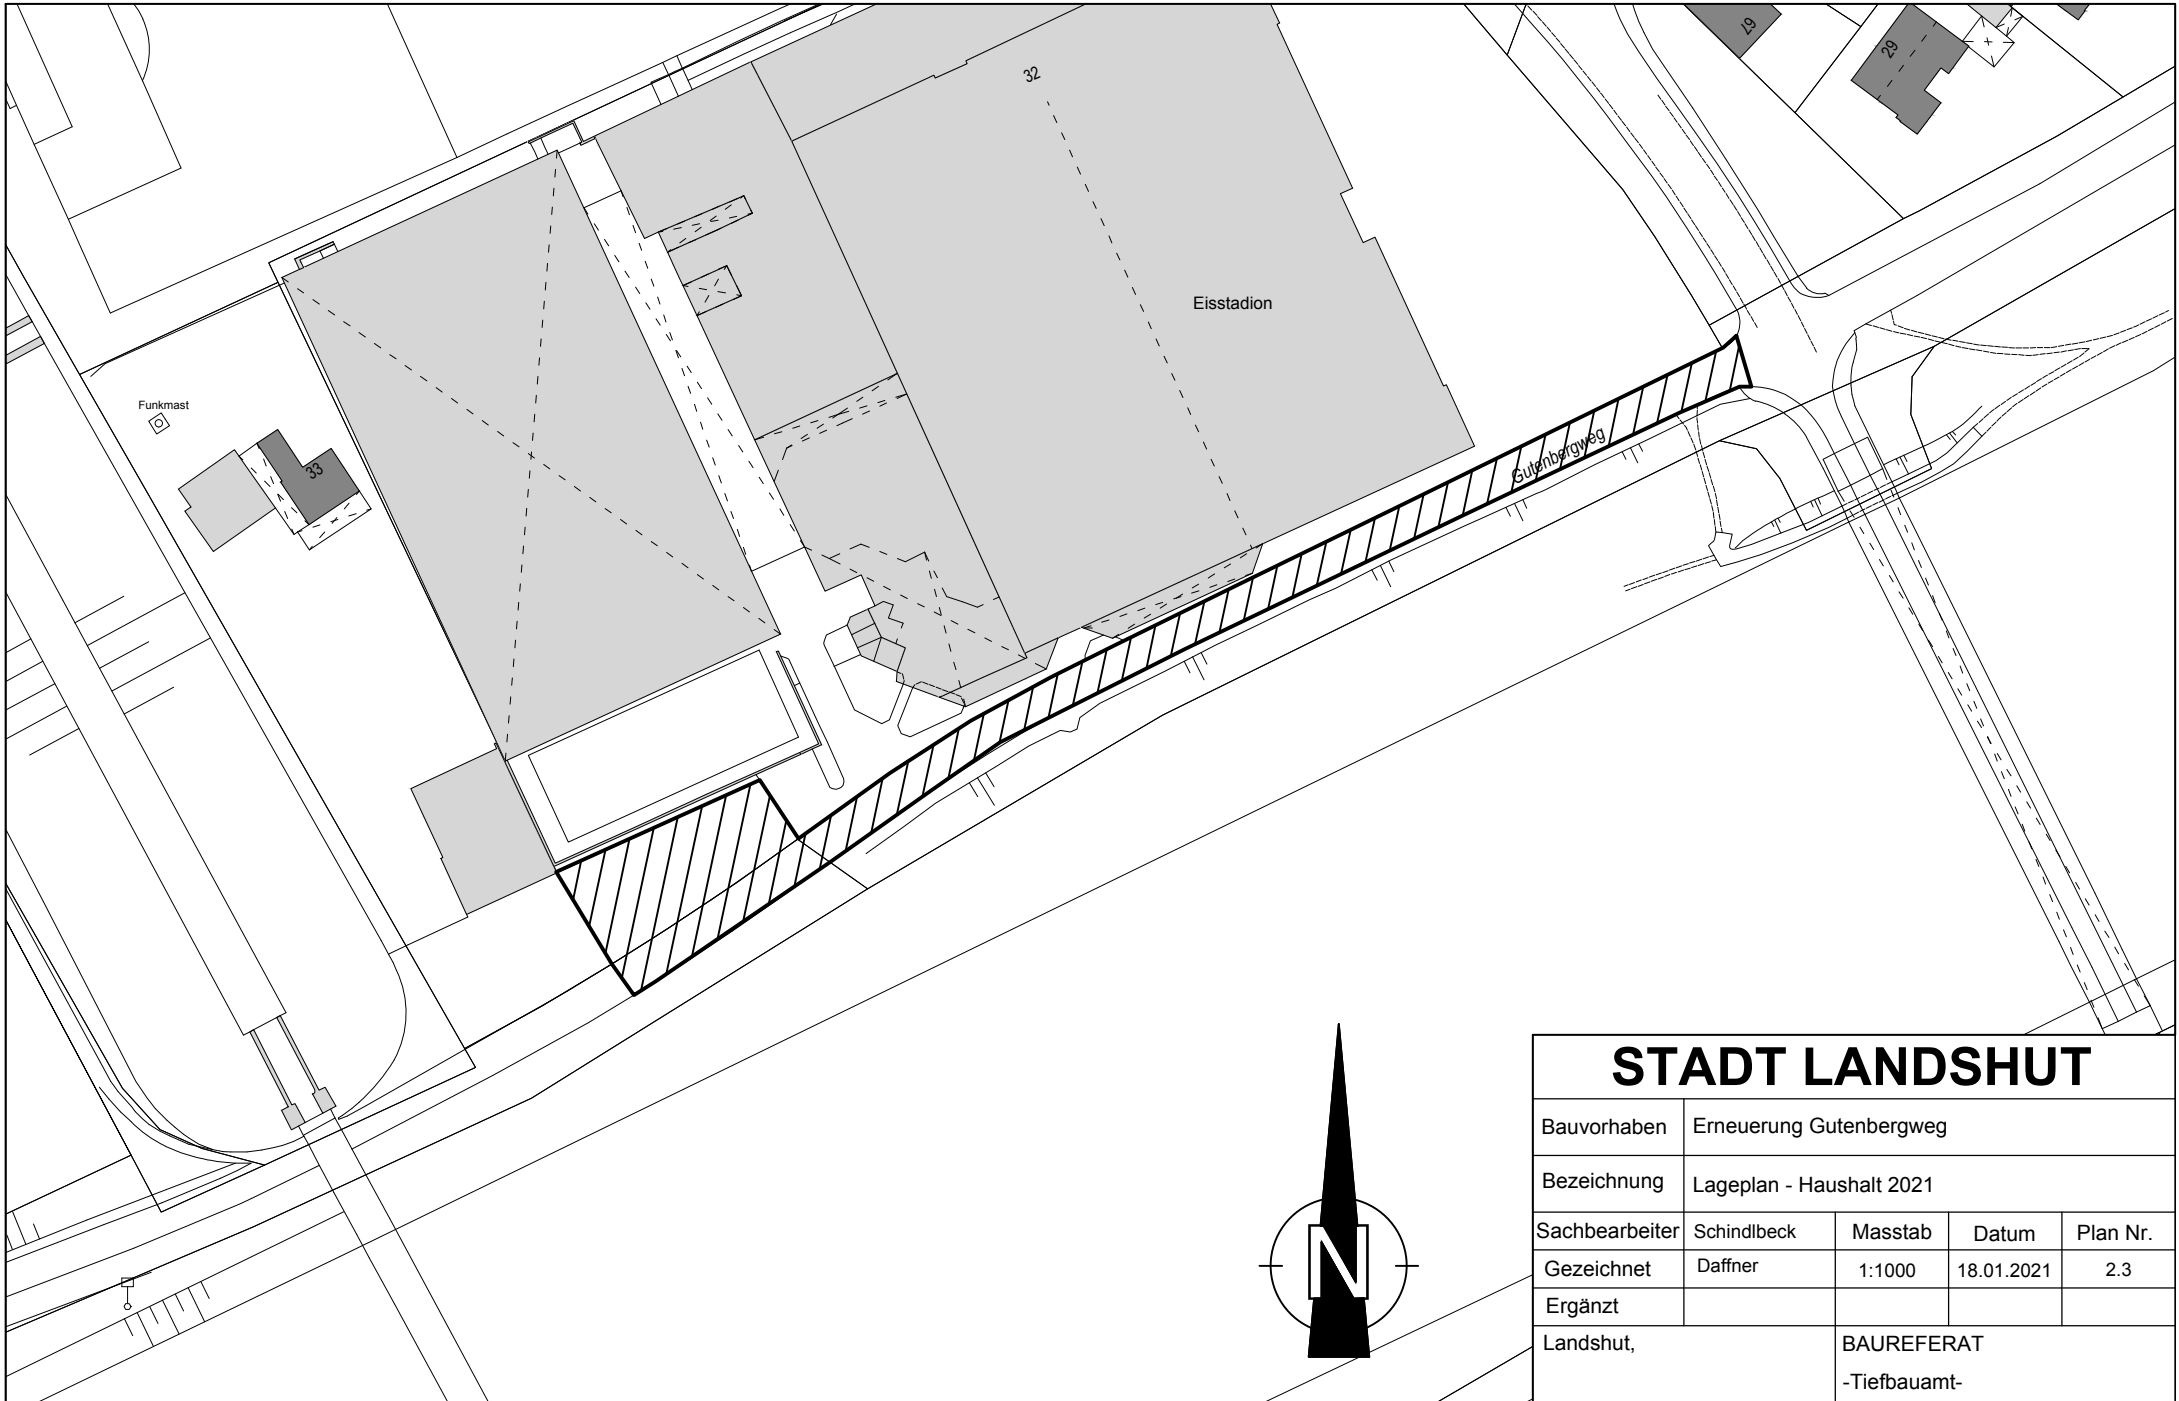 67
29
32
Eisstadion
Funkmast
33
Gutenbergweg
N
STADT LANDSHUT
Bauvorhaben Erneuerung Gutenbergweg
Bezeichnung Lageplan - Haushalt 2021
Sachbearbeiter Schindlbeck Masstab Datum Plan Nr.
Gezeichnet Daffner 1:1000 18.01.2021 2.3
Ergänzt
Landshut, BAUREFERAT
-Tiefbauamt-